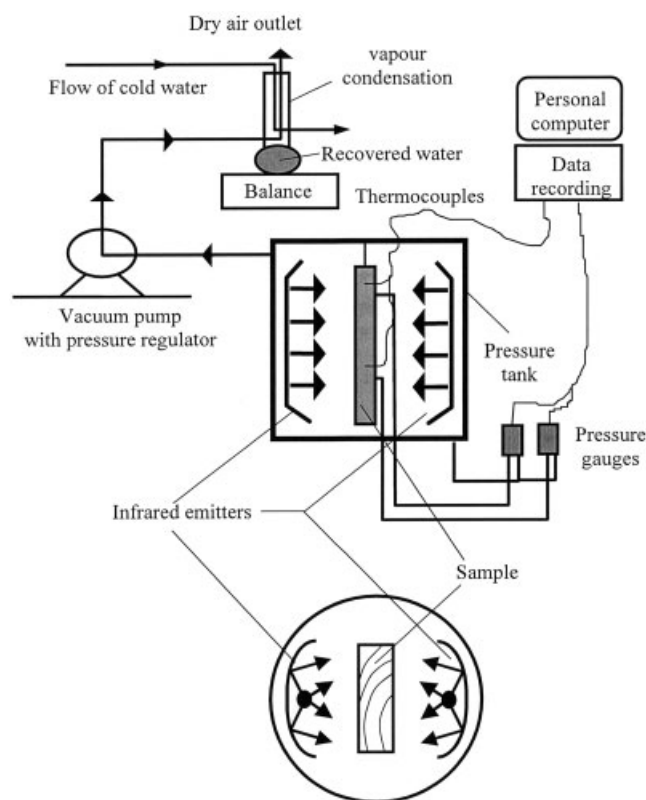 Dry air outlet
vapour
condensation
Flow of cold water
Personal
computer
Recovered water
Data
recording
Balance
Thermocouples
Vacuum pump
with pressure regulator
Pressure
tank
Pressure
gauges
Infrared emitters
Sample